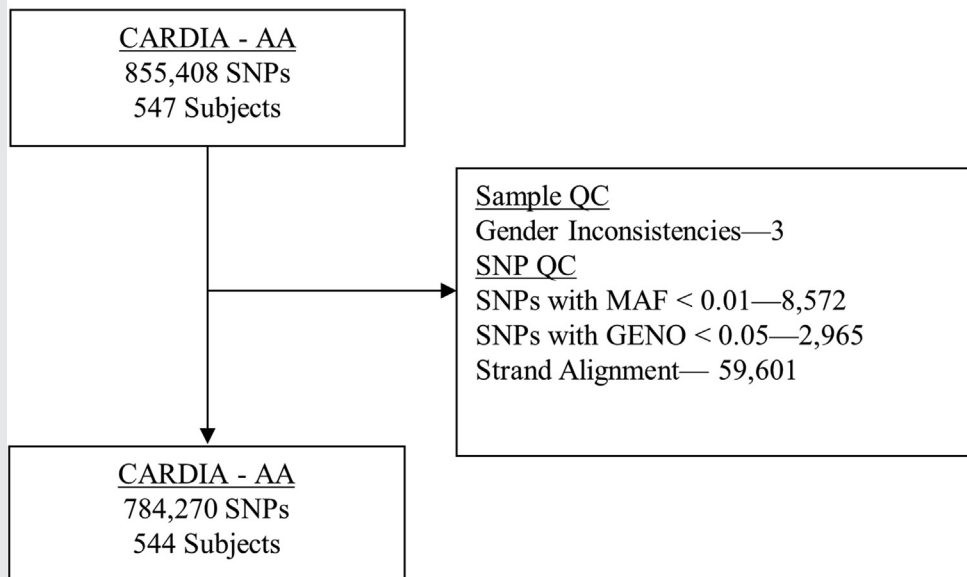 CARDIA - AA
855,408 SNPs
547 Subjects
Sample QC
Gender Inconsistencies—3
SNP QC
SNPs with MAF < 0.01—8,572
SNPs with GENO < 0.05—2,965
Strand Alignment— 59,601
CARDIA - AA
784,270 SNPs
544 Subjects